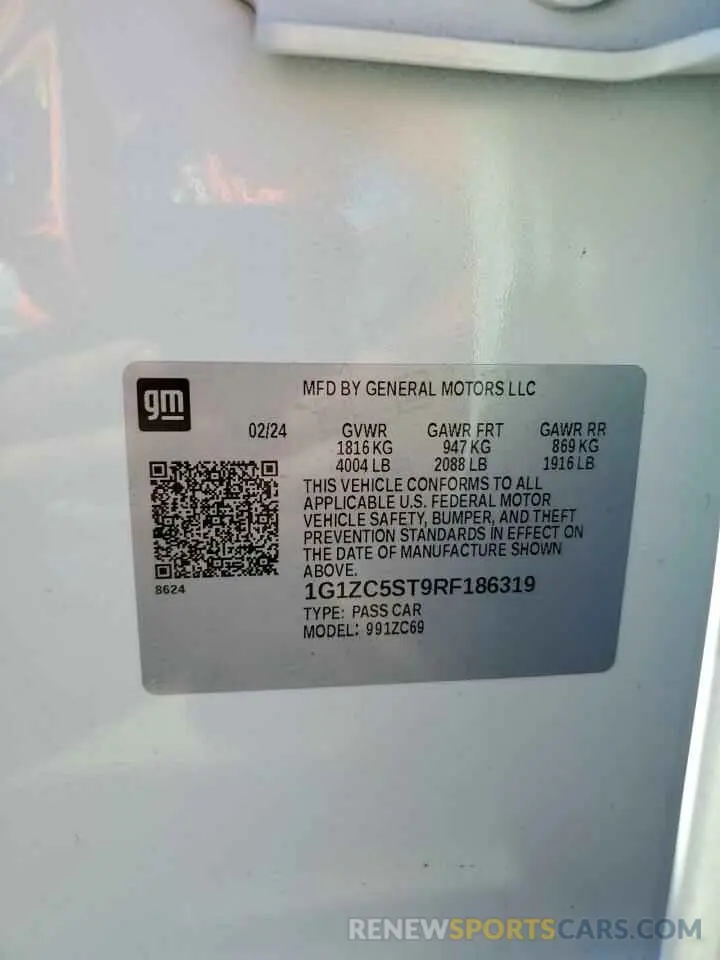 gm
MFD BY GENERAL MOTORS LLC
02/24 GVWR GAWR FRT GAWR RR
1816 KG 947 KG 869 KG
4004 LB 2088 LB 1916 LB
THIS VEHICLE CONFORMS TO ALL
APPLICABLE U.S. FEDERAL MOTOR
VEHICLE SAFETY, BUMPER, AND THEFT
PREVENTION STANDARDS IN EFFECT ON
THE DATE OF MANUFACTURE SHOWN
ABOVE.
8624
1G1ZC5ST9RF186319
TYPE: PASS CAR
MODEL: 991ZC69
RENEWSPORTSCARS.COM